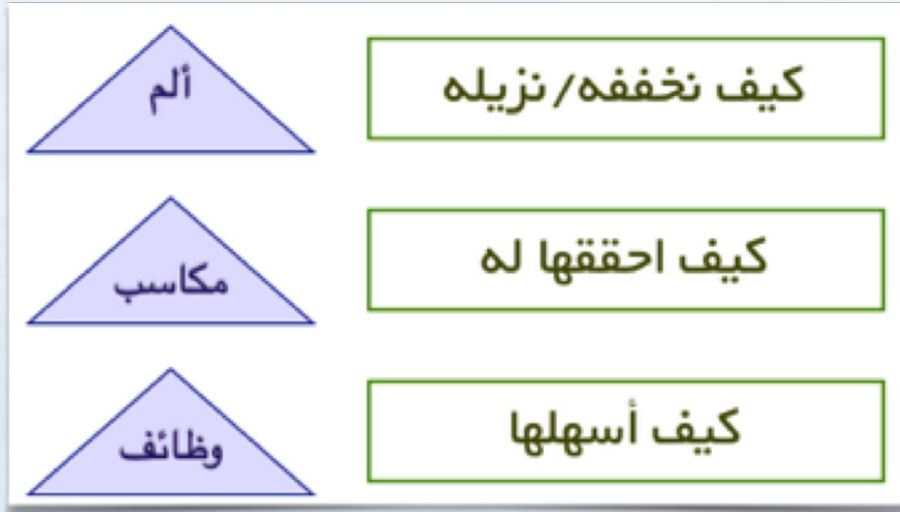 ألم
كيف نخففه/نزيله
مكاسب
كيف احققها له
وظائف
كيف أسهلها